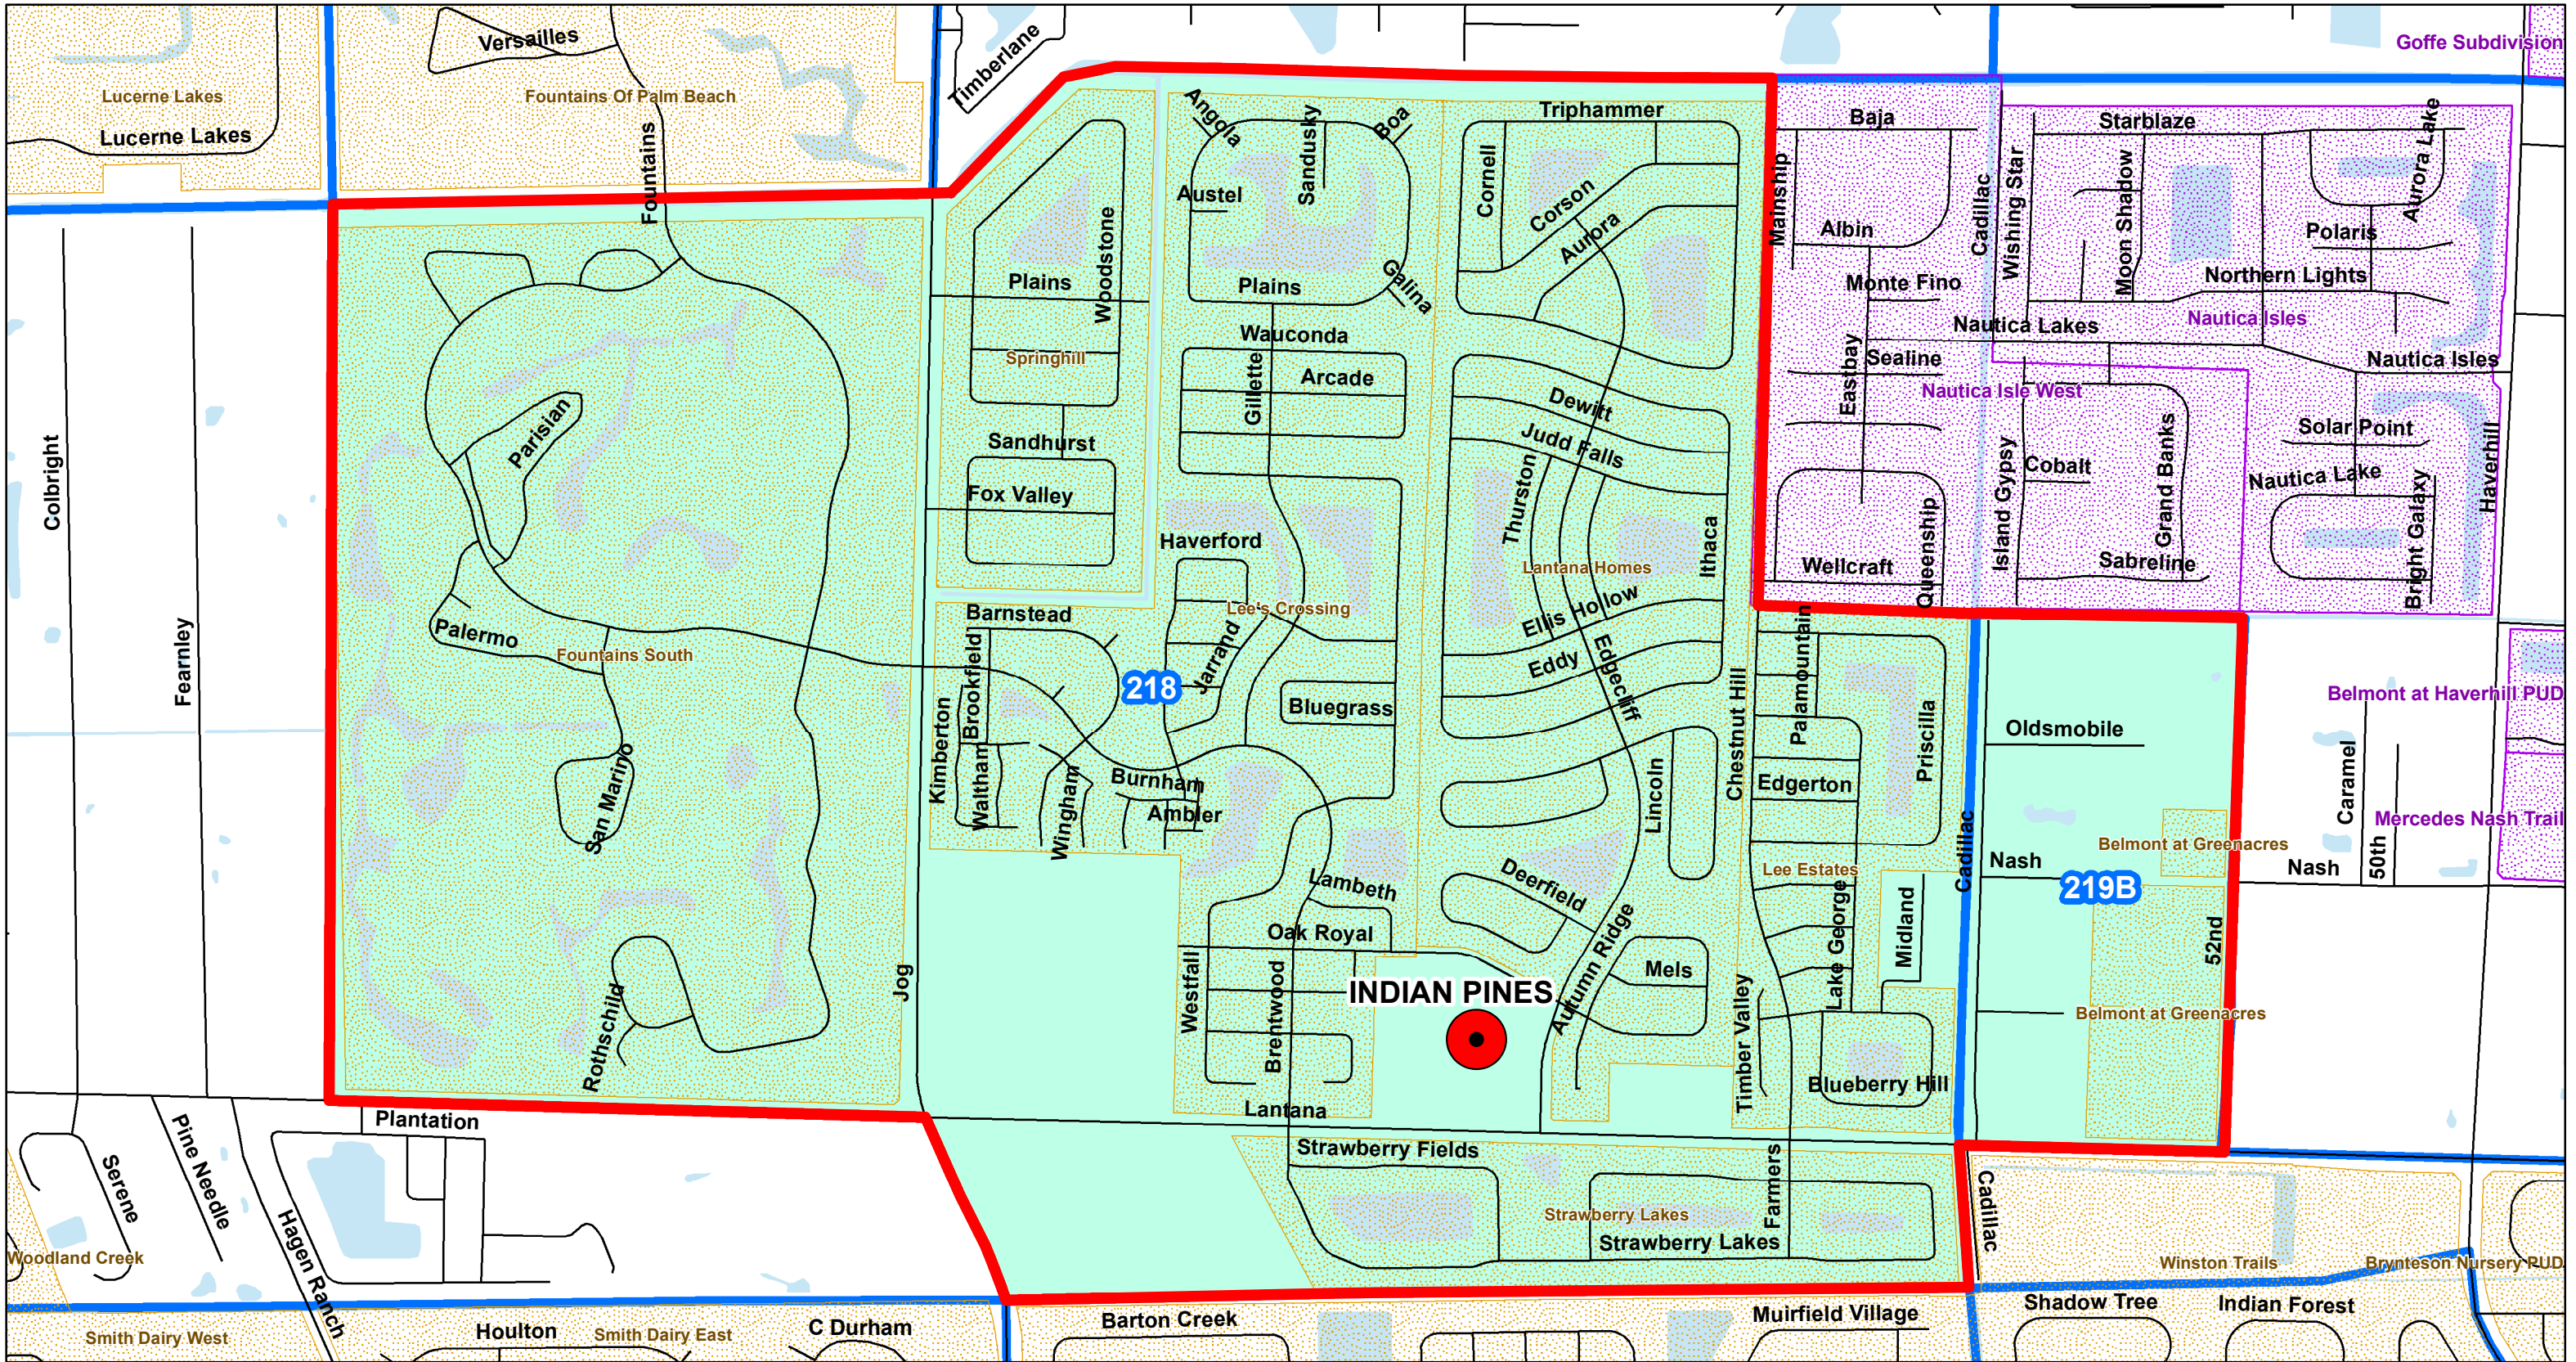 Versailles
Timberlane
Goffe Subdivision
Lucerne Lakes
Fountains Of Palm Beach
Lucerne Lakes
Fountains
Angola
Sandusky
Boa
Triphammer
Baja
Starblaze
Aurora Lake
Austel
Cornell
Corson
Aurora
Mainship
Albin
Cadillac
Wishing Star
Moon Shadow
Polaris
Woodstone
Plains
Plains
Galina
Monte Fino
Northern Lights
Nautica Lakes
Nautica Isles
Wauconda
Springhill
Gillette
Arcade
Eastbay
Sealine
Nautica Isles
Nautica Isle West
Dewitt
Judd Falls
Parisian
Sandhurst
Solar Point
Colbright
Fox Valley
Thurston
Island Gypsy
Cobalt
Grand Banks
Nautica Lake
Bright Galaxy
Haverhill
Haverford
Ithaca
Lantana Homes
Wellcraft
Queenship
Sabreline
Barnstead
Lee's Crossing
Ellis Hollow
Palermo
Fountains South
Fearnley
Brookfield
Jarrand
Eddy
Edgecliff
Palamountain
218
Bluegrass
Chestnut Hill
Priscilla
Belmont at Haverhill PUD
Oldsmobile
Kimberton
Waltham
San Marino
Wingham
Burnham
Ambler
Lincoln
Edgerton
Caramel
Mercedes Nash Trail
Cadillac
Belmont at Greenacres
Nash
Nash
50th
219B
Lambeth
Deerfield
Lee Estates
Lake George
Midland
52nd
Oak Royal
Jog
Westfall
Brentwood
INDIAN PINES
Autumn Ridge
Mels
Timber Valley
Belmont at Greenacres
Rothschild
Blueberry Hill
Plantation
Lantana
Serene
Pine Needle
Hagen Ranch
Strawberry Fields
Farmers
Cadillac
Strawberry Lakes
Strawberry Lakes
Woodland Creek
Winston Trails
Brynteson Nursery PUD
Smith Dairy West
Houlton
Smith Dairy East
C Durham
Barton Creek
Muirfield Village
Shadow Tree
Indian Forest